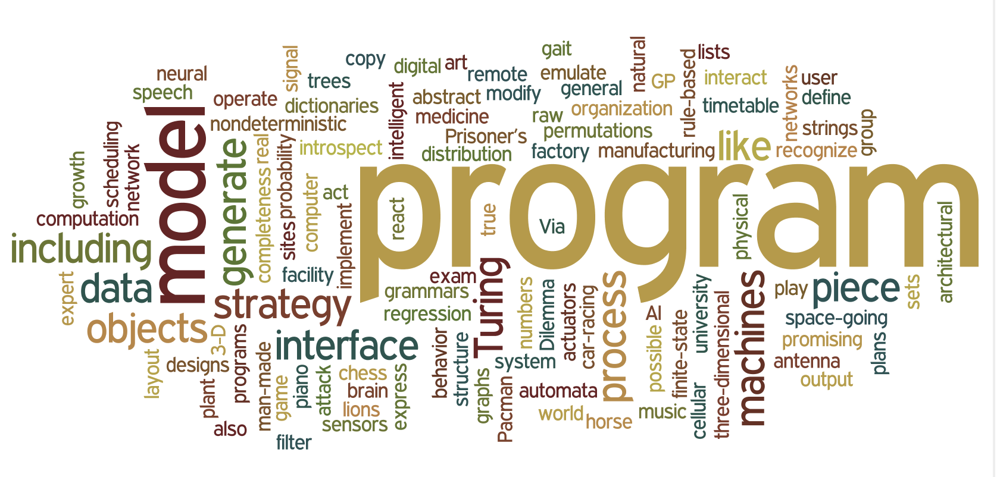 gait
natural
lists
signal
copy
digital
art
rule-based
neural
trees
remote
emulate
GP
interact
networks
user
speech
operate
intelligent
abstract
modify
general
define
dictionaries
medicine
raw
organization
timetable
nondeterministic
Prisoner's
permutations
strings
group
model
scheduling
network
generate
real
probability
introspect
distribution
factory
manufacturing
like
recognize
growth
completeness
computer
act
program
computation
sites
implement
react
true
Via
physical
architectural
including
facility
exam
Turing
process
machines
play
piece
sets
expert
data
strategy
grammars
numbers
Dilemma
actuators
car-racing
AI
university
regression
space-going
objects
3-D
programs
interface
behavior
structure
system
possible
finite-state
three-dimensional
promising
plans
layout
designs
man-made
piano
attack
chess
express
antenna
output
plant
game
brain
graphs
Pacman
automata
cellular
lions
world
music
also
sensors
horse
filter